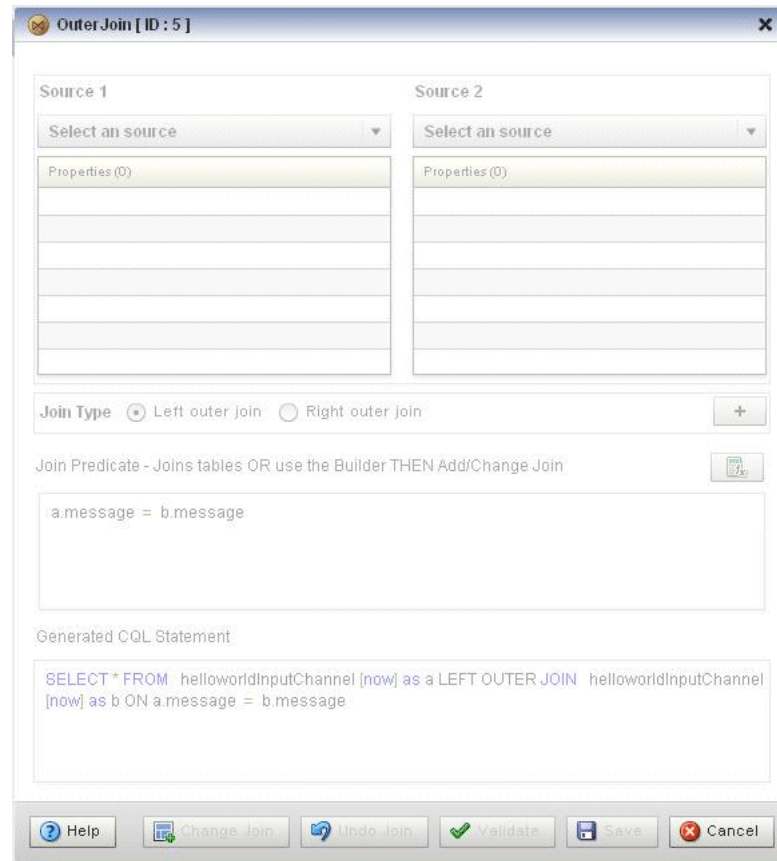 OuterJoin [ ID : 5 ]
Source 1
Source 2
Select an source
Select an source
Properties (0)
Properties (0)
Join Type Left outer join Right outer join +
Join Predicate - Joins tables OR use the Builder THEN Add/Change Join
a.message = b.message
Generated CQL Statement
SELECT * FROM helloworldInputChannel [now] as a LEFT OUTER JOIN helloworldInputChannel
[now] as b ON a.message = b.message
Help Change Join Undo Join Validate Save Cancel